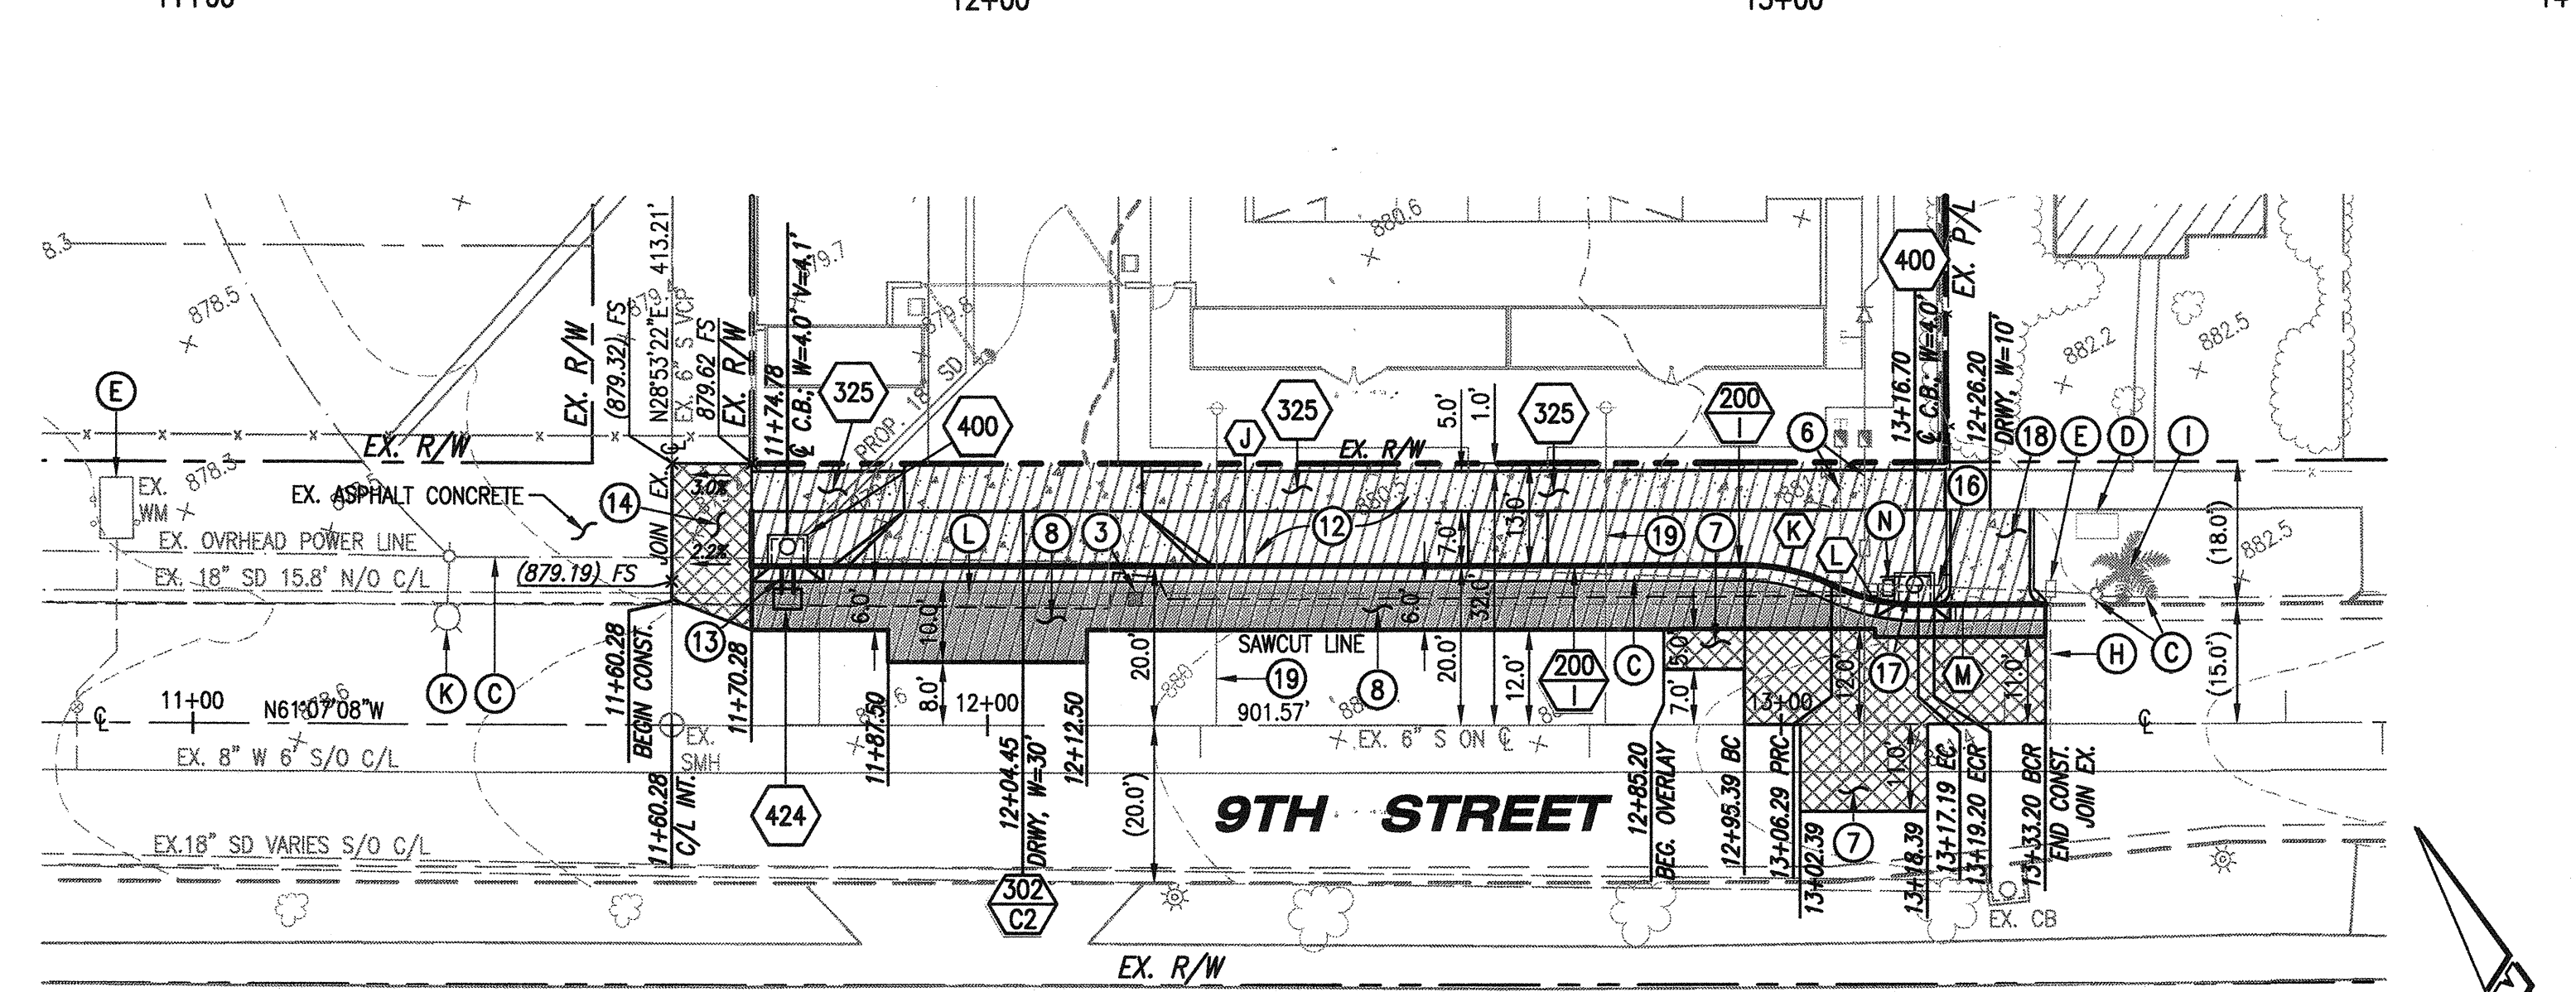 12+00
8.3
878.5
EX. R/W
(879.32) FS
N28°53'22"E. 413.21'
EX. 6" S VCP
879.62 FS
EX. R/W
11+74.78
℄ C.B.; W=4.0' V=4.1'
325
PROP. 18" SD
879.8
400
880.6
325
5.0'
1.0'
325
200
I
6
400
13+16.70
℄ C.B., W=4.0'
EX. P/L
12+26.20
DRWY, W=10'
882.2
882.5
E
EX. R/W
J
EX. R/W
18
E
D
I
EX.
WM
878.3
EX. ASPHALT CONCRETE
14
JOIN EX.
3.0%
2.2%
L
8
3
12
7.0'
13.0'
19
7
K
L
N
16
(18.0')
882.5
EX. OVRHEAD POWER LINE
EX. 18" SD 15.8' N/O C/L
(879.19) FS
13
6.0'
10.0'
20.0'
SAWCUT LINE
6.0'
32.0'
20.0'
12.0'
200
I
C
5.0'
12.0'
17
M
11.0'
H
C
(15.0')
K
C
11+60.28
BEGIN CONST.
11+70.28
11+87.50
8.0'
12+12.50
19
8
7.0'
℄
11+00
N61°07'08"W
12+00
901.57'
13+00
℄
EX.
SMH
EX. 6" S ON ℄
EX. 8" W 6' S/O C/L
11+60.28
C/L INT.
424
12+04.45
DRWY, W=30'
(20.0')
9TH STREET
12+85.20
BEG. OVERLAY
12+95.39 BC
13+06.29 PRC
13+02.39
7
11.0'
13+18.39
13+17.19 EC
13+19.20 ECR
13+33.20 BCR
END CONST.
JOIN EX.
EX.18" SD VARIES S/O C/L
302
C2
EX. CB
EX. R/W